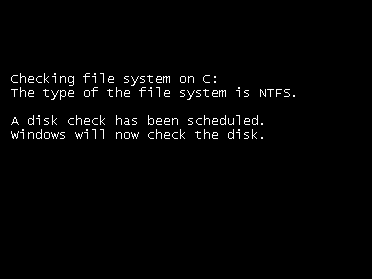 Checking file system on C:
The type of the file system is NTFS.
A disk check has been scheduled.
Windows will now check the disk.